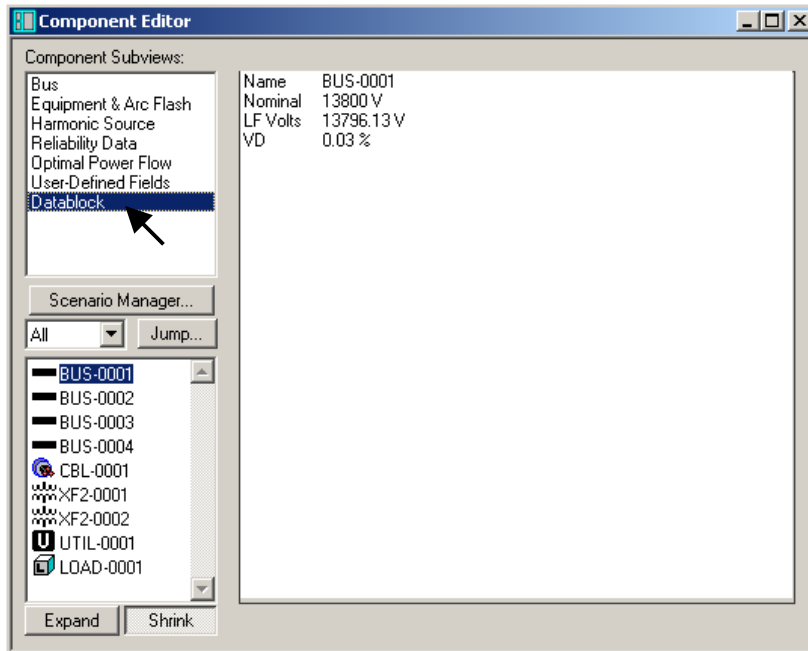 Component Editor
Component Subviews:
Bus
Equipment & Arc Flash
Harmonic Source
Reliability Data
Optimal Power Flow
User-Defined Fields
Datablock
Scenario Manager...
All Jump...
BUS-0001
BUS-0002
BUS-0003
BUS-0004
CBL-0001
XF2-0001
XF2-0002
U UTIL-0001
LOAD-0001
Expand Shrink
Name BUS-0001
Nominal 13800 V
LF Volts 13796.13 V
VD 0.03 %